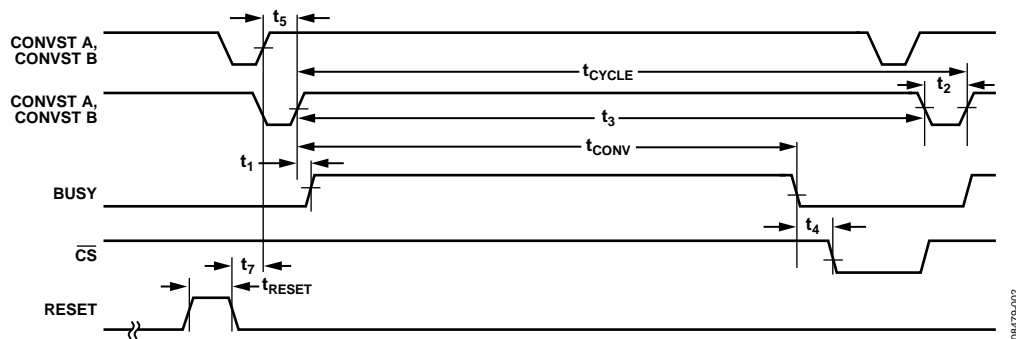 t5
CONVST A,
CONVST B
tCYCLE
t2
CONVST A,
CONVST B
t3
tCONV
t1
BUSY
t4
CS
t7
tRESET
RESET
08479-002